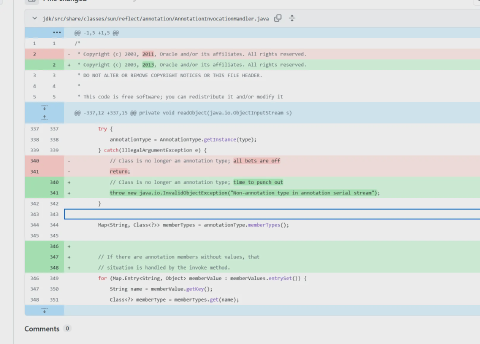 jdk/src/share/classes/sun/reflect/annotation/AnnotationInvocationHandler.java
@@ -1,5 +1,5 @@
1 1 /*
2 - * Copyright (c) 2003, 2011, Oracle and/or its affiliates. All rights reserved.
2 + * Copyright (c) 2003, 2013, Oracle and/or its affiliates. All rights reserved.
3 3 * DO NOT ALTER OR REMOVE COPYRIGHT NOTICES OR THIS FILE HEADER.
4 4 *
5 5 * This code is free software; you can redistribute it and/or modify it
@@ -337,12 +337,15 @@ private void readObject(java.io.ObjectInputStream s)
337 337 try {
338 338 annotationType = AnnotationType.getInstance(type);
339 339 } catch(IllegalArgumentException e) {
340 - // Class is no longer an annotation type; all bets are off
341 - return;
340 + // Class is no longer an annotation type; time to punch out
341 + throw new java.io.InvalidObjectException("Non-annotation type in annotation serial stream");
342 342 }
343 343
344 344 Map<String, Class<?>> memberTypes = annotationType.memberTypes();
345 345
346 +
347 + // If there are annotation members without values, that
348 + // situation is handled by the invoke method.
346 349 for (Map.Entry<String, Object> memberValue : memberValues.entrySet()) {
347 350 String name = memberValue.getKey();
348 351 Class<?> memberType = memberTypes.get(name);
Comments 0